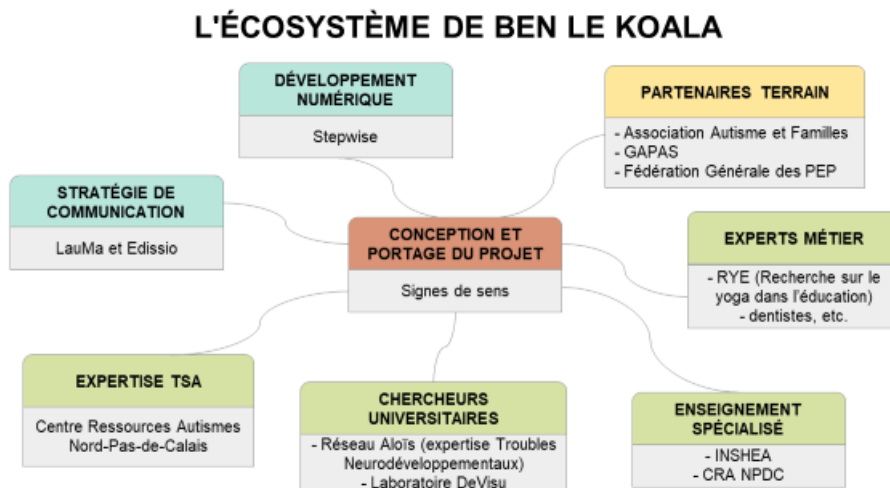 L'ÉCOSYSTÈME DE BEN LE KOALA
DÉVELOPPEMENT
NUMÉRIQUE
Stepwise
PARTENAIRES TERRAIN
- Association Autisme et Familles
- GAPAS
- Fédération Générale des PEP
STRATÉGIE DE
COMMUNICATION
LauMa et Edissio
CONCEPTION ET
PORTAGE DU PROJET
Signes de sens
EXPERTS MÉTIER
- RYE (Recherche sur le
yoga dans l'éducation)
- dentistes, etc.
EXPERTISE TSA
Centre Ressources Autismes
Nord-Pas-de-Calais
CHERCHEURS
UNIVERSITAIRES
- Réseau Aloïs (expertise Troubles
Neurodéveloppementaux)
- Laboratoire DeVisu
ENSEIGNEMENT
SPÉCIALISÉ
- INSHEA
- CRA NPDC